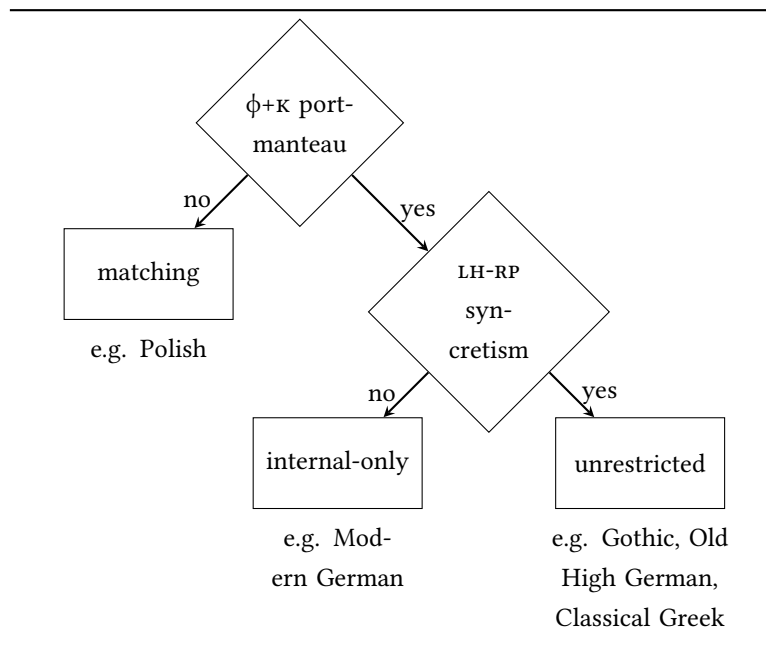 ϕ+ĸ port-
manteau
no
yes
matching
e.g. Polish
LH-RP
syn-
cretism
no
yes
internal-only
e.g. Mod-
ern German
unrestricted
e.g. Gothic, Old
High German,
Classical Greek